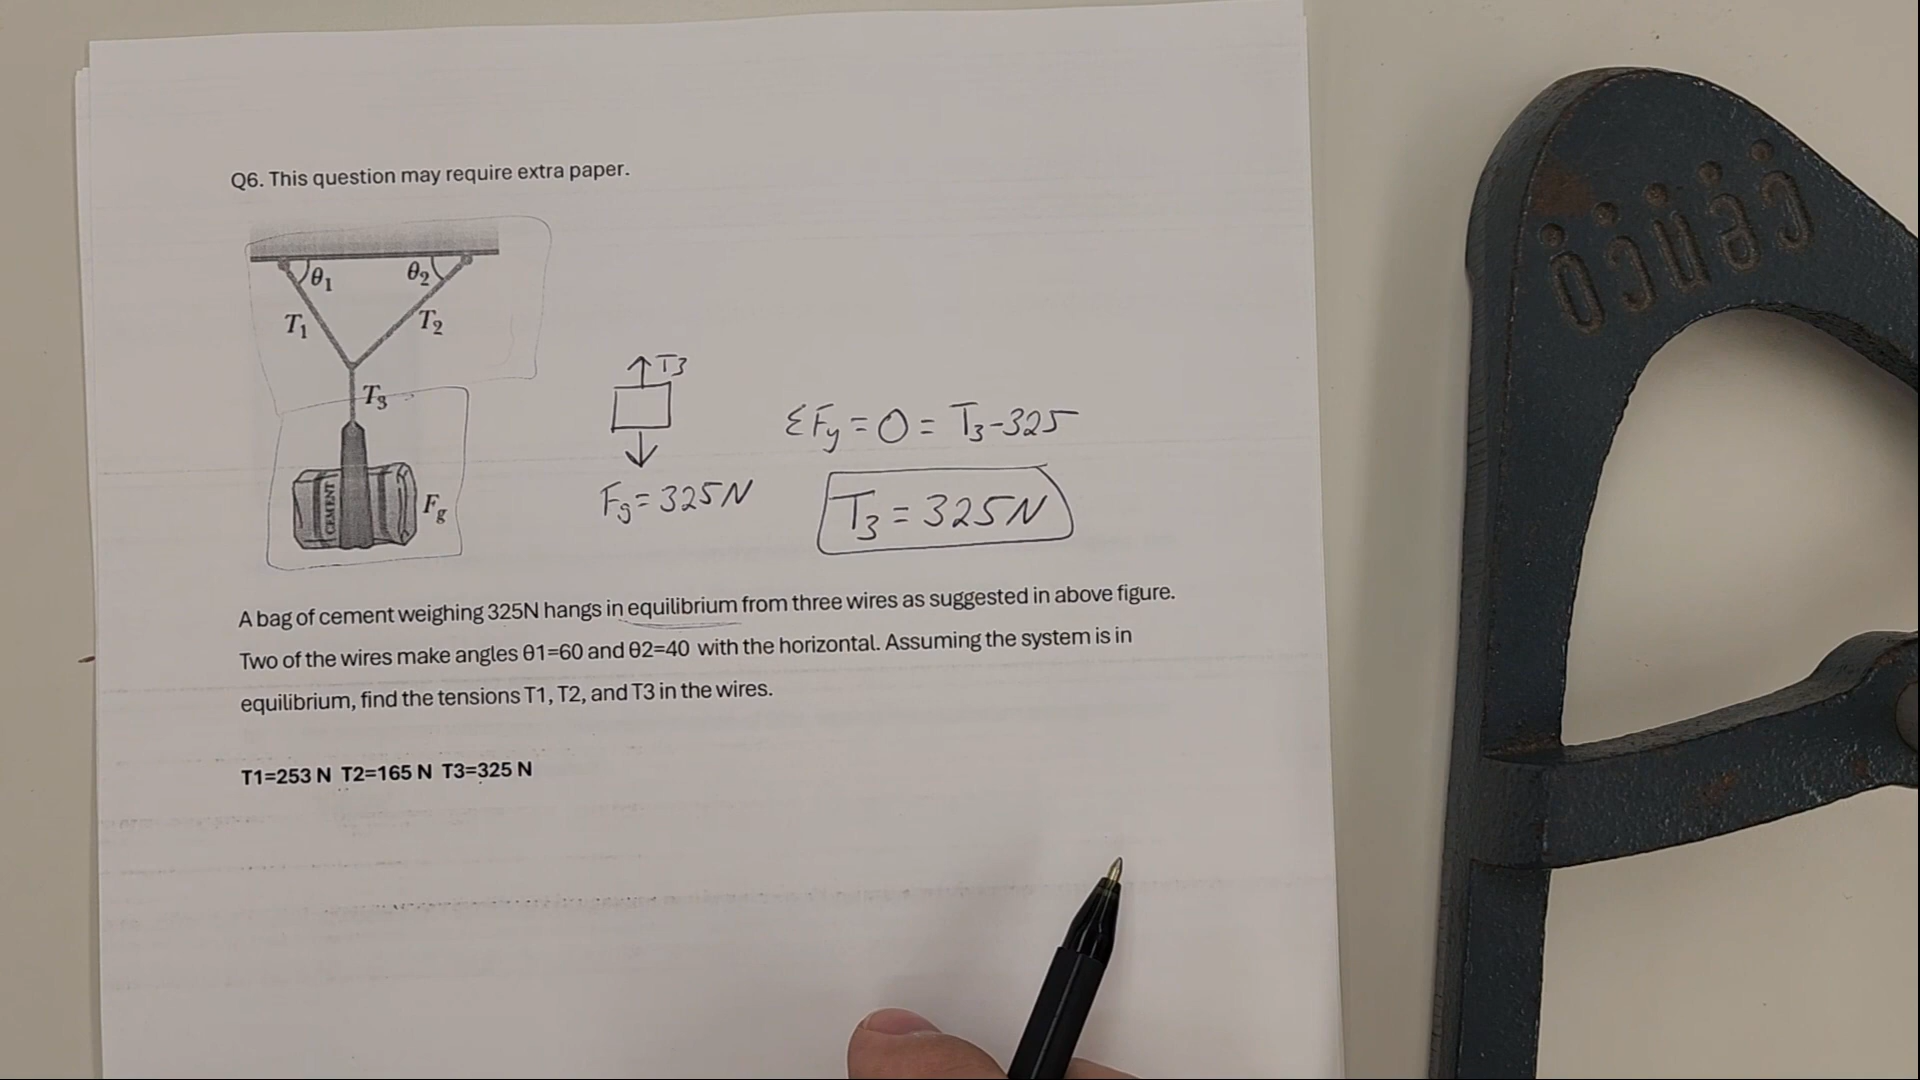 Q6. This question may require extra paper.
θ1 θ2
T1 T2
T3
CEMENT
Fg
T3
Fg=325N
ΣFy=0=T3-325
T3=325N
A bag of cement weighing 325N hangs in equilibrium from three wires as suggested in above figure.
Two of the wires make angles θ1=60 and θ2=40 with the horizontal. Assuming the system is in
equilibrium, find the tensions T1, T2, and T3 in the wires.
T1=253 N T2=165 N T3=325 N